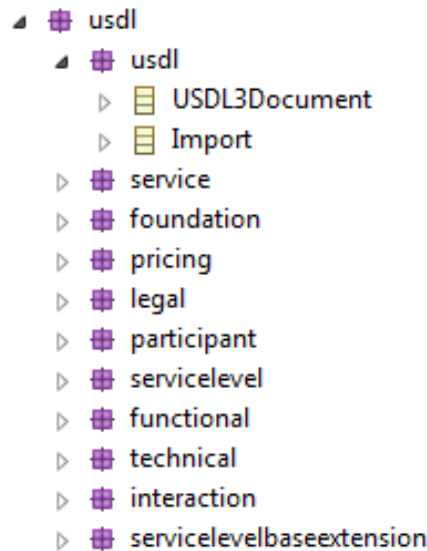 usdl
usdl
USDL3Document
Import
service
foundation
pricing
legal
participant
servicelevel
functional
technical
interaction
servicelevelbaseextension